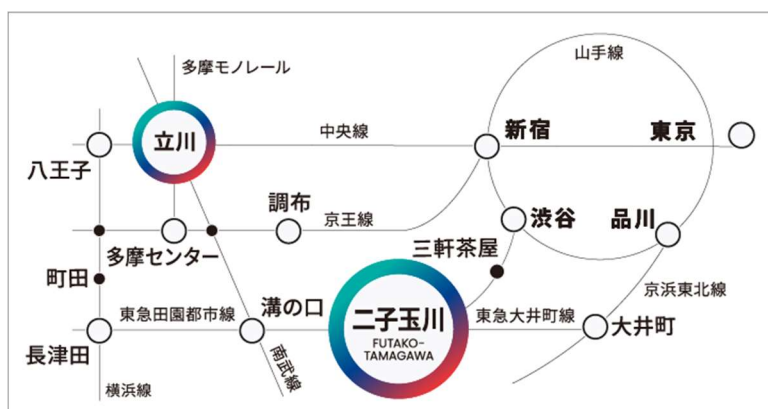 山手線
多摩モノレール
新宿
東京
中央線
立川
八王子
調布
渋谷
品川
京王線
三軒茶屋
多摩センター
町田
京浜東北線
溝の口
二子玉川
東急田園都市線
東急大井町線
大井町
FUTAKO-
TAMAGAWA
長津田
南武線
横浜線